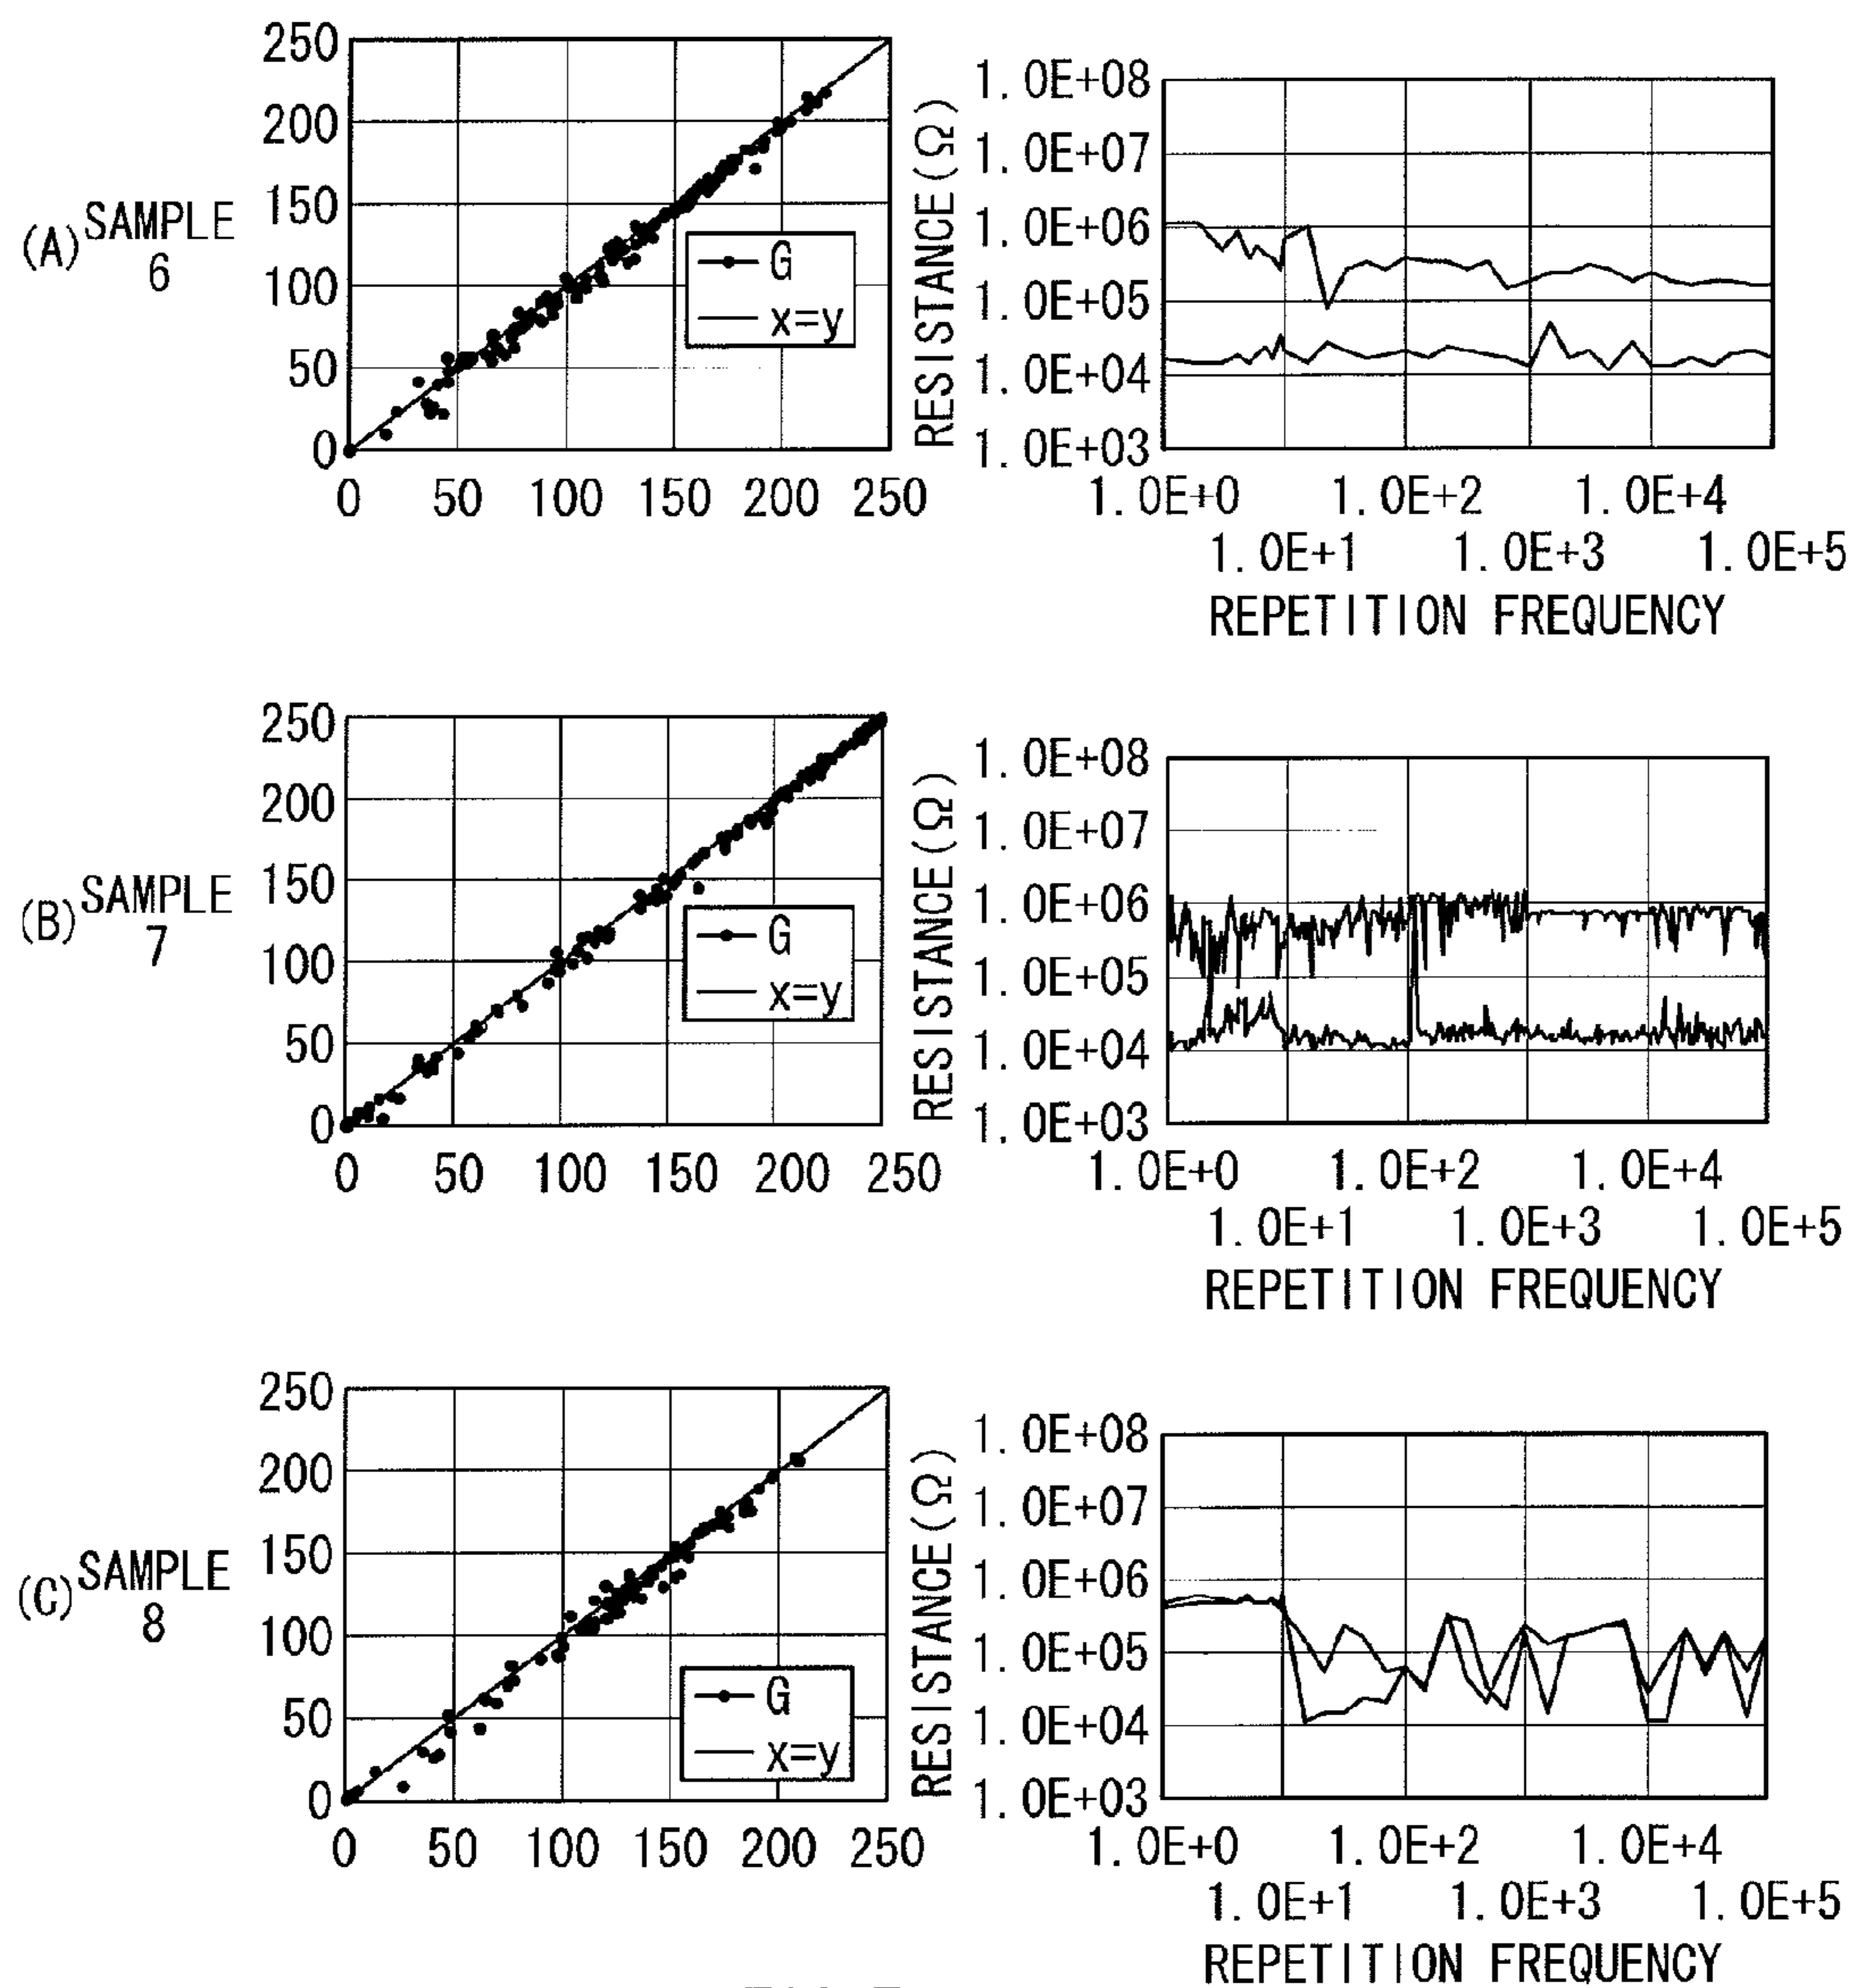 (A) SAMPLE 6
250
200
150
100
50
0
0 50 100 150 200 250
G
x=y
RESISTANCE(Ω)
1.0E+08
1.0E+07
1.0E+06
1.0E+05
1.0E+04
1.0E+03
1.0E+0 1.0E+2 1.0E+4
1.0E+1 1.0E+3 1.0E+5
REPETITION FREQUENCY
(B) SAMPLE 7
250
200
150
100
50
0
0 50 100 150 200 250
G
x=y
RESISTANCE(Ω)
1.0E+08
1.0E+07
1.0E+06
1.0E+05
1.0E+04
1.0E+03
1.0E+0 1.0E+2 1.0E+4
1.0E+1 1.0E+3 1.0E+5
REPETITION FREQUENCY
(C) SAMPLE 8
250
200
150
100
50
0
0 50 100 150 200 250
G
x=y
RESISTANCE(Ω)
1.0E+08
1.0E+07
1.0E+06
1.0E+05
1.0E+04
1.0E+03
1.0E+0 1.0E+2 1.0E+4
1.0E+1 1.0E+3 1.0E+5
REPETITION FREQUENCY